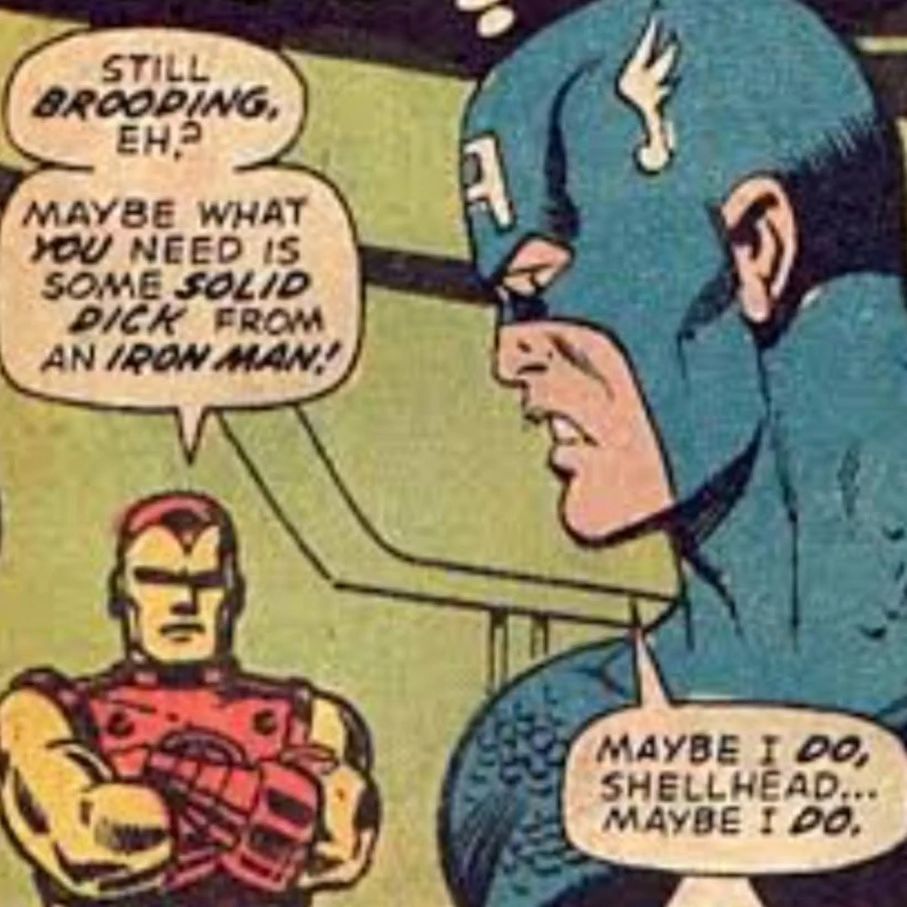 STILL
BROODING,
EH?
MAYBE WHAT
YOU NEED IS
SOME SOLID
DICK FROM
AN IRON MAN!
A
MAYBE I DO,
SHELLHEAD...
MAYBE I DO.